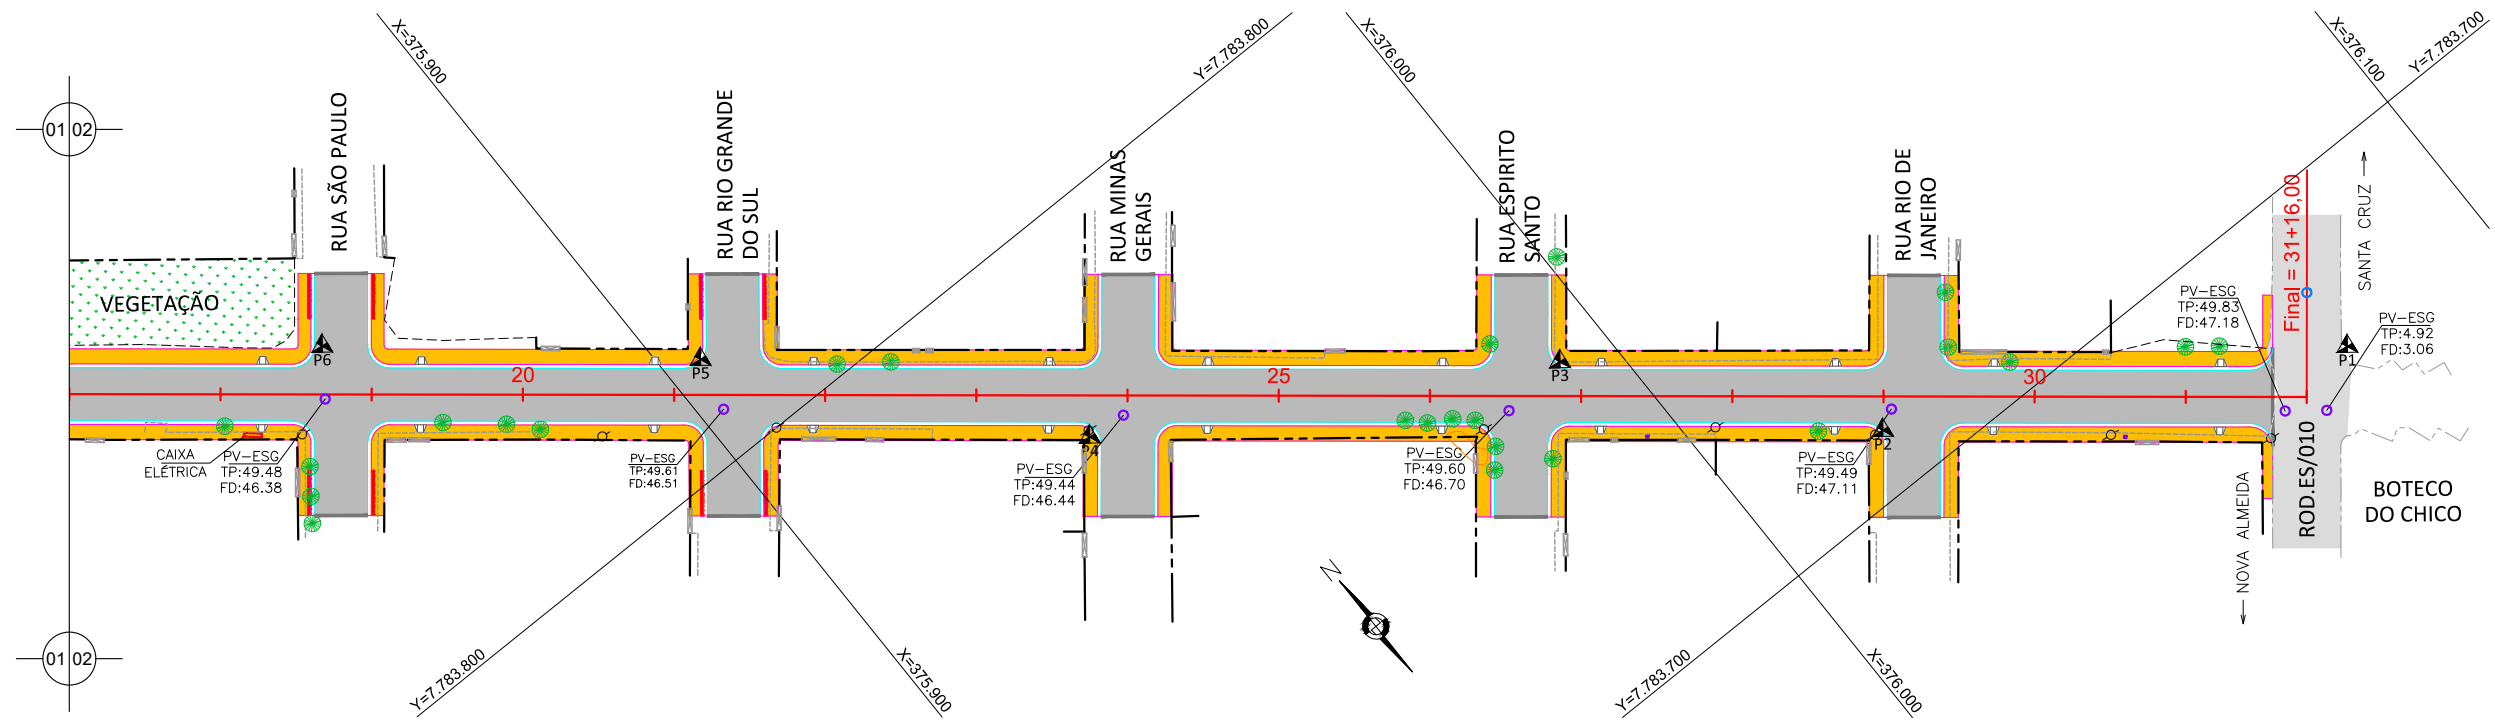 X=375.900
Y=7.783.800
X=376.000
X=376.100
Y=7.783.700
01 02
RUA SÃO PAULO
RUA RIO GRANDE
DO SUL
RUA MINAS
GERAIS
RUA ESPIRITO
SANTO
RUA RIO DE
JANEIRO
Final = 31+16,00
SANTA CRUZ
VEGETAÇÃO
PV-ESG
TP:49.83
FD:47.18
PV-ESG
TP:4.92
FD:3.06
P6
P5
P3
P1
20
25
30
P4
P2
CAIXA
ELÉTRICA
PV-ESG
TP:49.48
FD:46.38
PV-ESG
TP:49.61
FD:46.51
PV-ESG
TP:49.44
FD:46.44
PV-ESG
TP:49.60
FD:46.70
PV-ESG
TP:49.49
FD:47.11
ROD.ES/010
BOTECO
DO CHICO
NOVA ALMEIDA
N
01 02
Y=7.783.800
X=375.900
Y=7.783.700
X=376.000